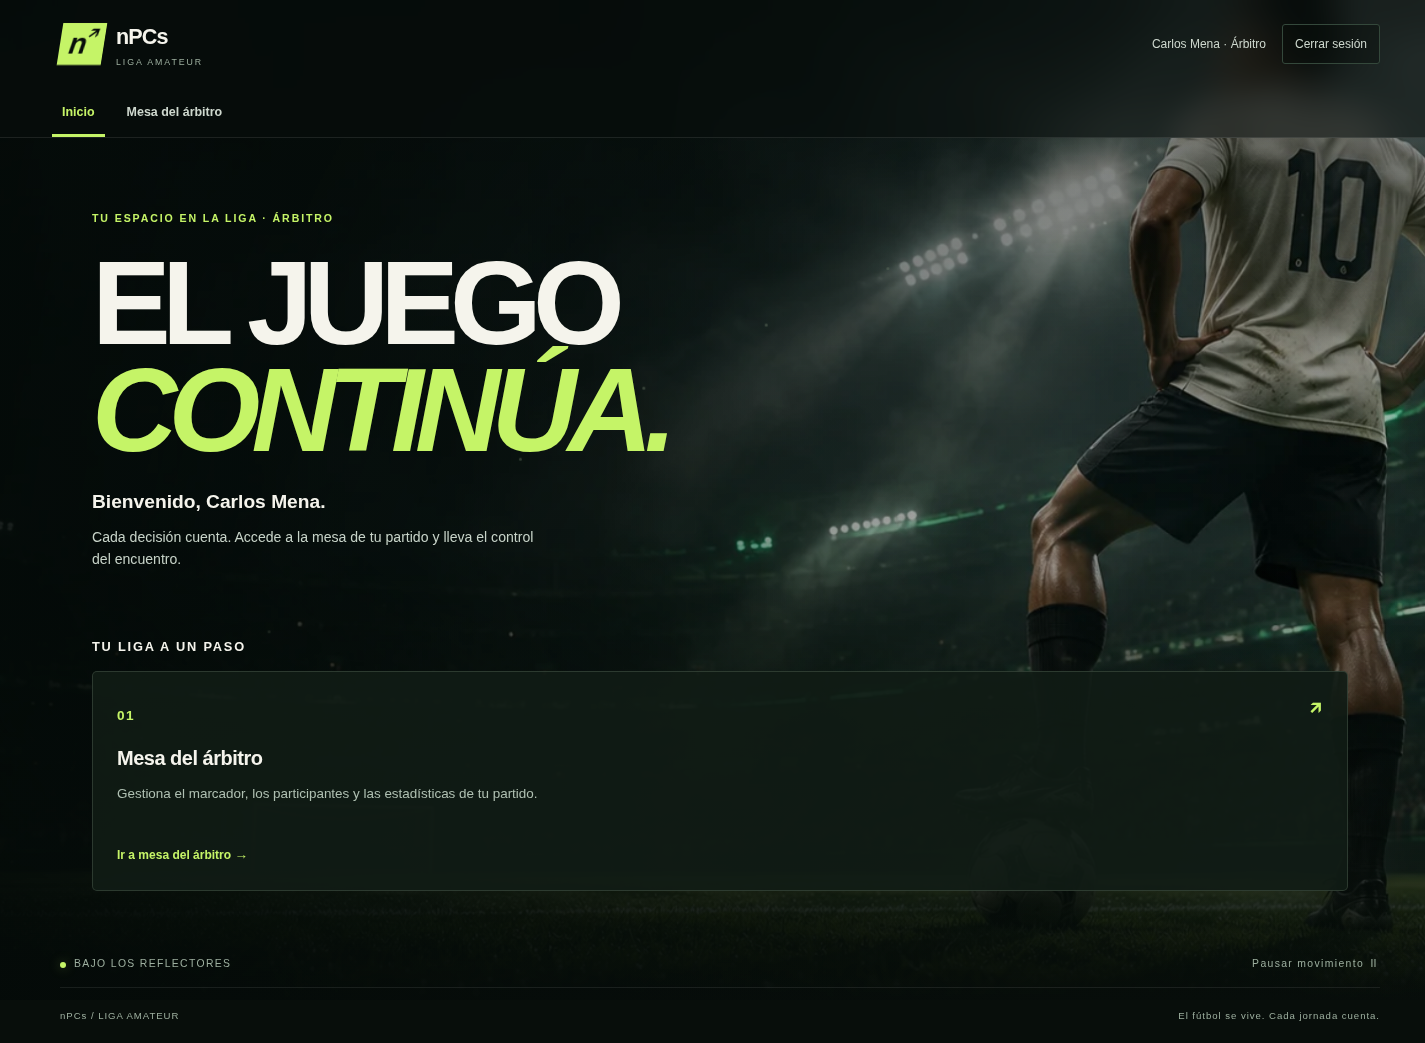 n
nPCs
LIGA AMATEUR
Carlos Mena · Árbitro
Cerrar sesión
Inicio
Mesa del árbitro
10
TU ESPACIO EN LA LIGA · ÁRBITRO
EL JUEGO
CONTINÚA.
Bienvenido, Carlos Mena.
Cada decisión cuenta. Accede a la mesa de tu partido y lleva el control
del encuentro.
TU LIGA A UN PASO
01
Mesa del árbitro
Gestiona el marcador, los participantes y las estadísticas de tu partido.
Ir a mesa del árbitro →
BAJO LOS REFLECTORES
Pausar movimiento II
nPCs / LIGA AMATEUR
El fútbol se vive. Cada jornada cuenta.